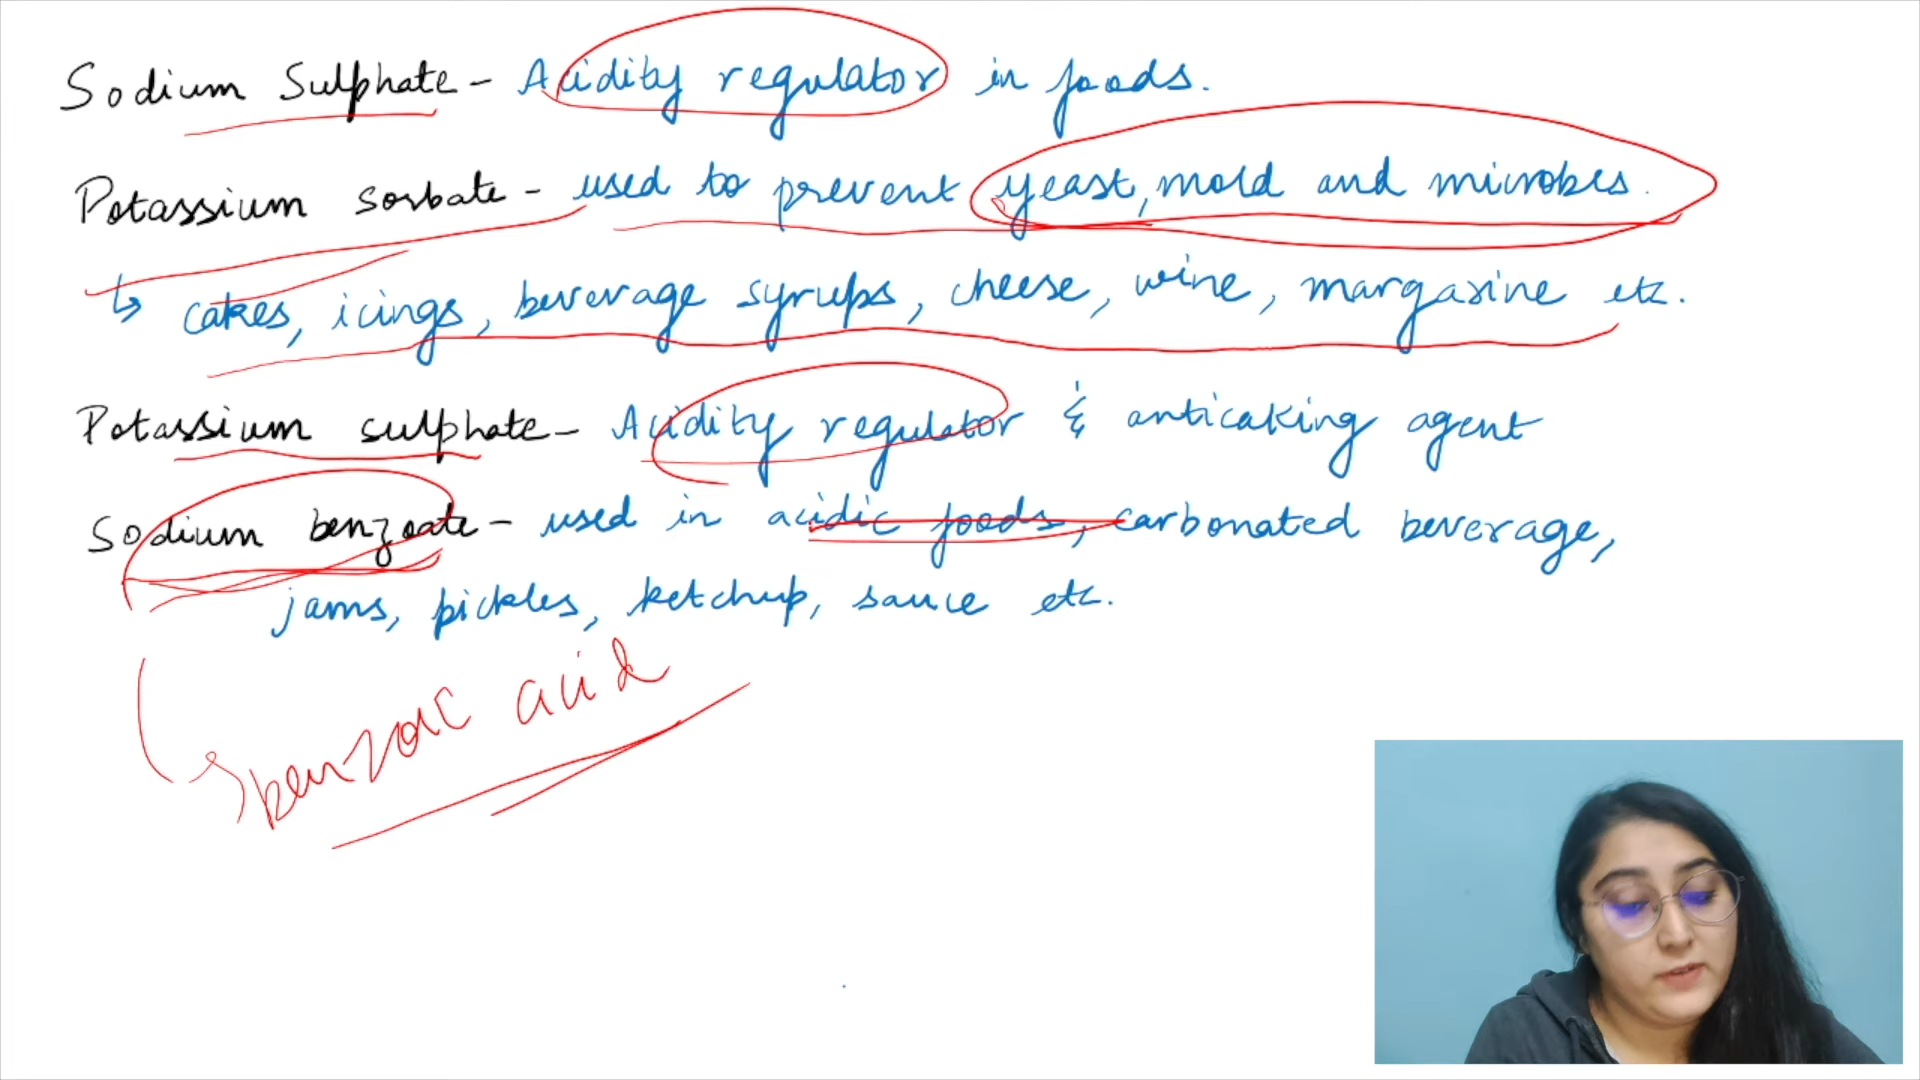 Sodium Sulphate - Acidity regulator in foods.
Potassium sorbate - used to prevent yeast, mold and microbes.
↳ cakes, icings, beverage syrups, cheese, wine, margarine etc.
Potassium sulphate - Acidity regulator & anticaking agent
Sodium benzoate - used in acidic foods, carbonated beverage,
jams, pickles, ketchup, sauce etc.
benzoic acid